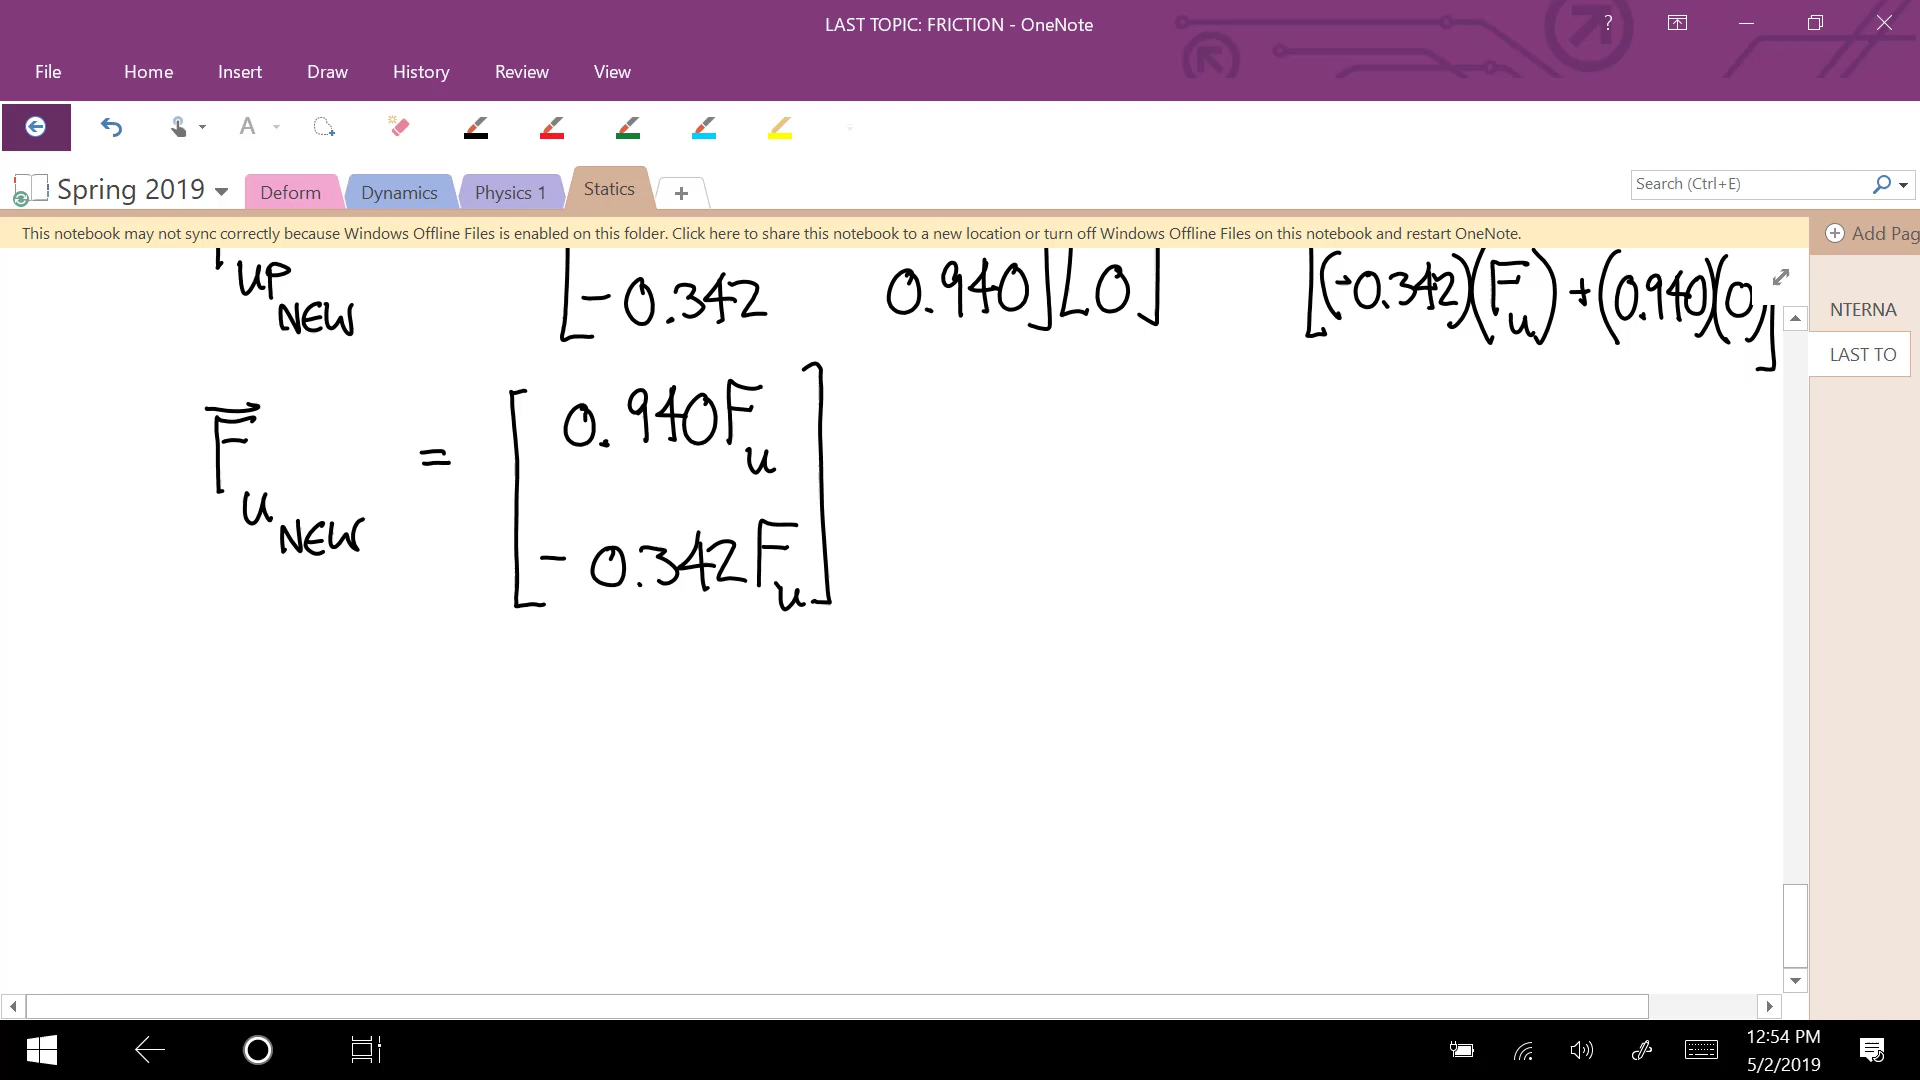 LAST TOPIC: FRICTION - OneNote
?
File Home Insert Draw History Review View
A
Spring 2019 Deform Dynamics Physics 1 Statics + Search (Ctrl+E)
This notebook may not sync correctly because Windows Offline Files is enabled on this folder. Click here to share this notebook to a new location or turn off Windows Offline Files on this notebook and restart OneNote.
Add Pag
NTERNA
LAST TO
UP NEW [ -0.342 0.940 ] [ 0 ] [ (-0.342)(F u) + (0.940)(0) ]
F u NEW = [ 0.940F u
-0.342F u ]
12:54 PM
5/2/2019